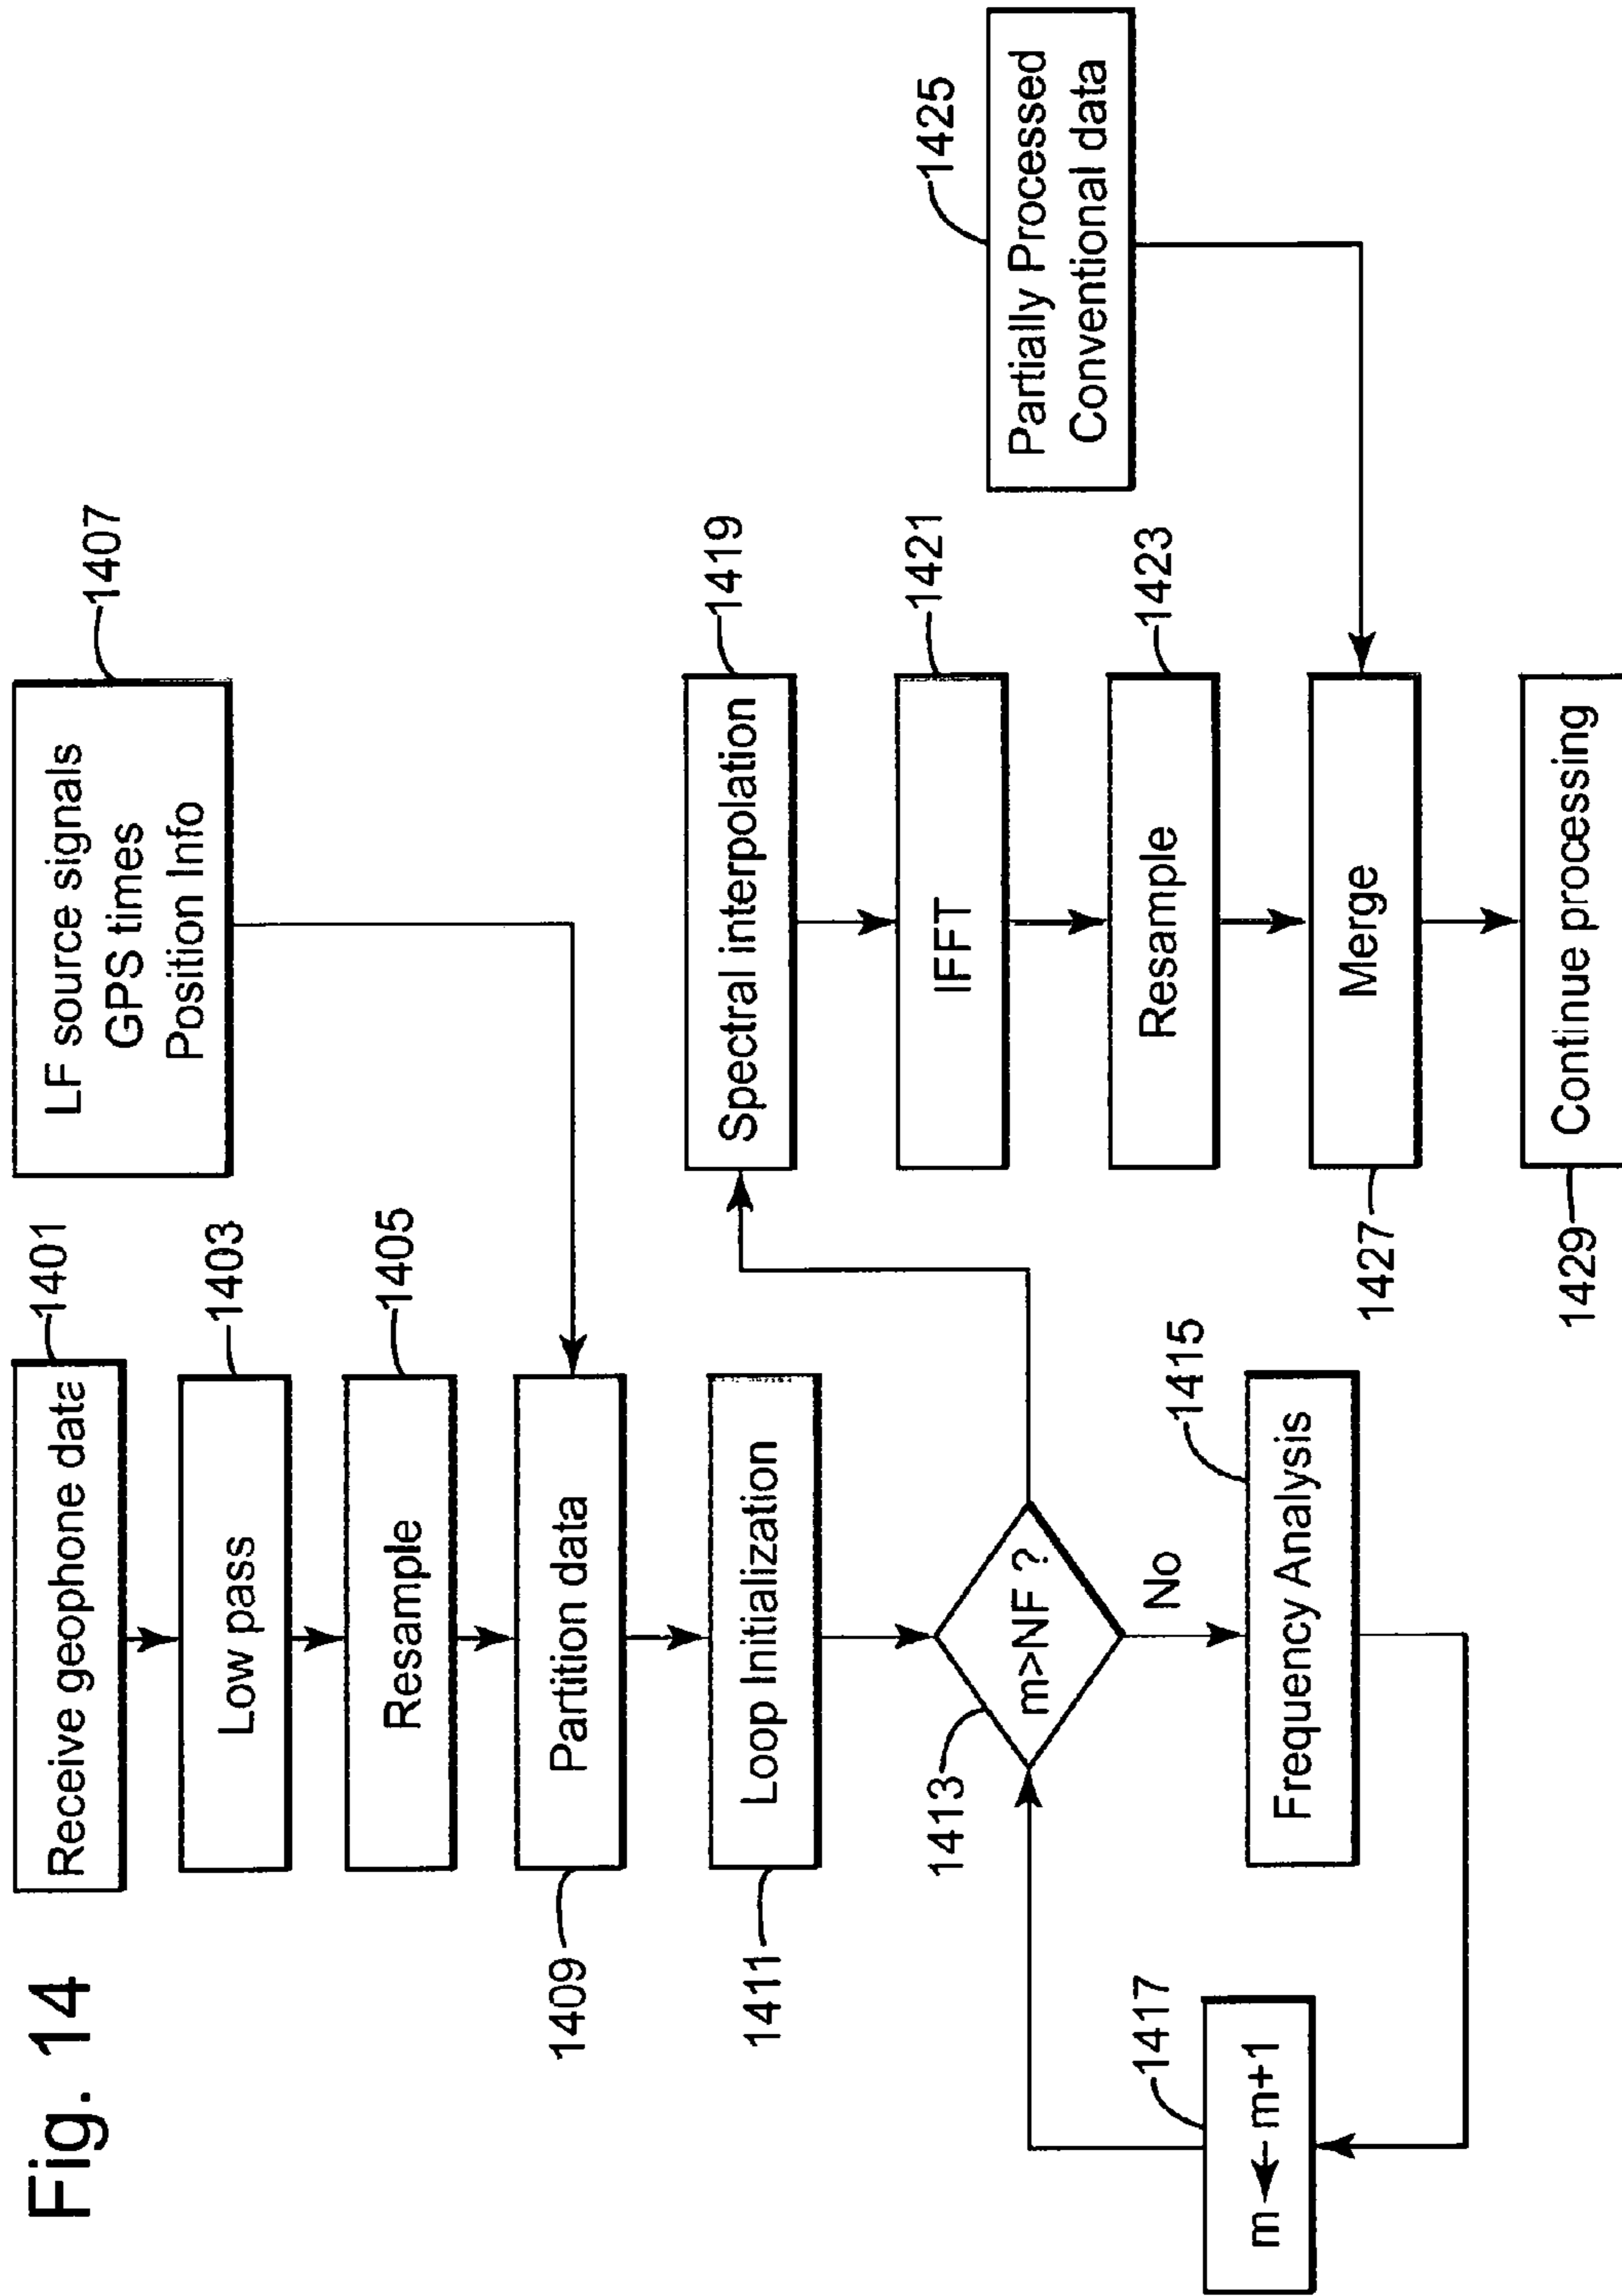 Fig. 14
Receive geophone data
1401
Low pass
1403
Resample
1405
LF source signals
GPS times
Position Info
1407
Partition data
1409
Loop Initialization
1411
m>NF ?
1413
No
Frequency Analysis
1415
m ← m+1
1417
Spectral interpolation
1419
IFFT
1421
Resample
1423
Partially Processed
Conventional data
1425
Merge
1427
Continue processing
1429